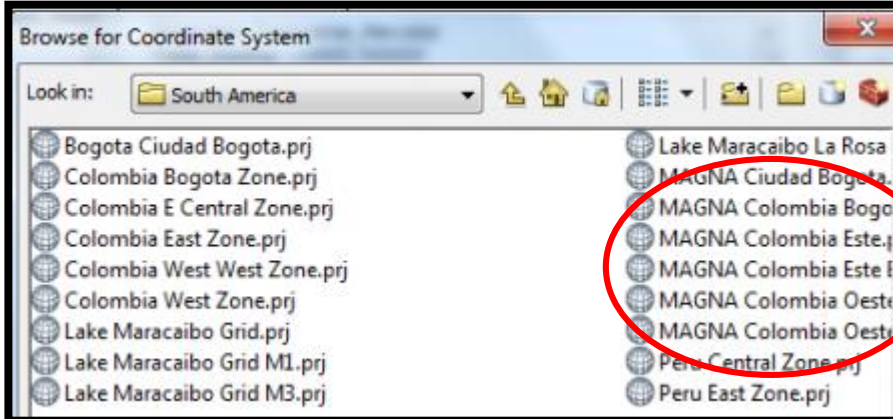 Browse for Coordinate System
Look in:
South America
Bogota Ciudad Bogota.prj
Colombia Bogota Zone.prj
Colombia E Central Zone.prj
Colombia East Zone.prj
Colombia West West Zone.prj
Colombia West Zone.prj
Lake Maracaibo Grid.prj
Lake Maracaibo Grid M1.prj
Lake Maracaibo Grid M3.prj
Lake Maracaibo La Rosa
MAGNA Ciudad Bogota.
MAGNA Colombia Bogo
MAGNA Colombia Este.p
MAGNA Colombia Este E
MAGNA Colombia Oeste
MAGNA Colombia Oeste
Peru Central Zone.prj
Peru East Zone.prj